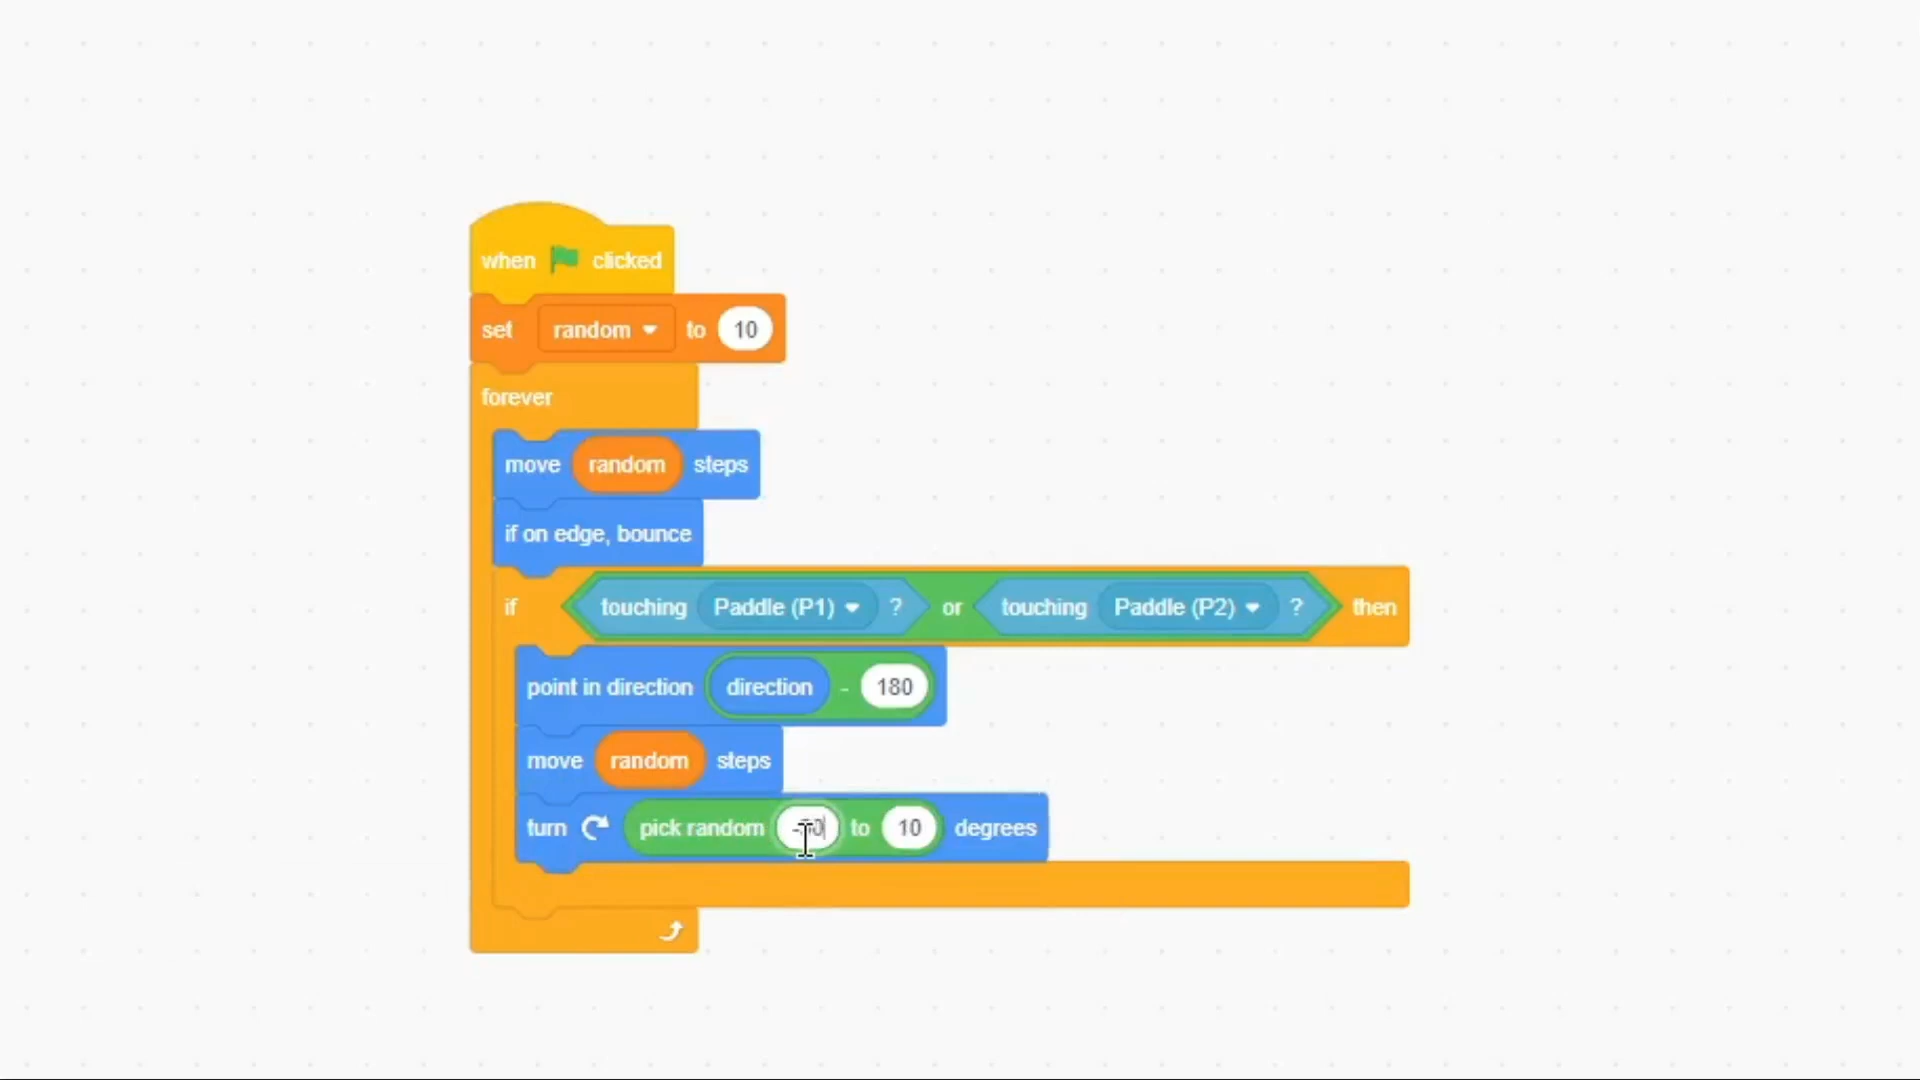 when clicked
set random to 10
forever
move random steps
if on edge, bounce
if touching Paddle (P1) ? or touching Paddle (P2) ? then
point in direction direction - 180
move random steps
turn pick random to 10 degrees